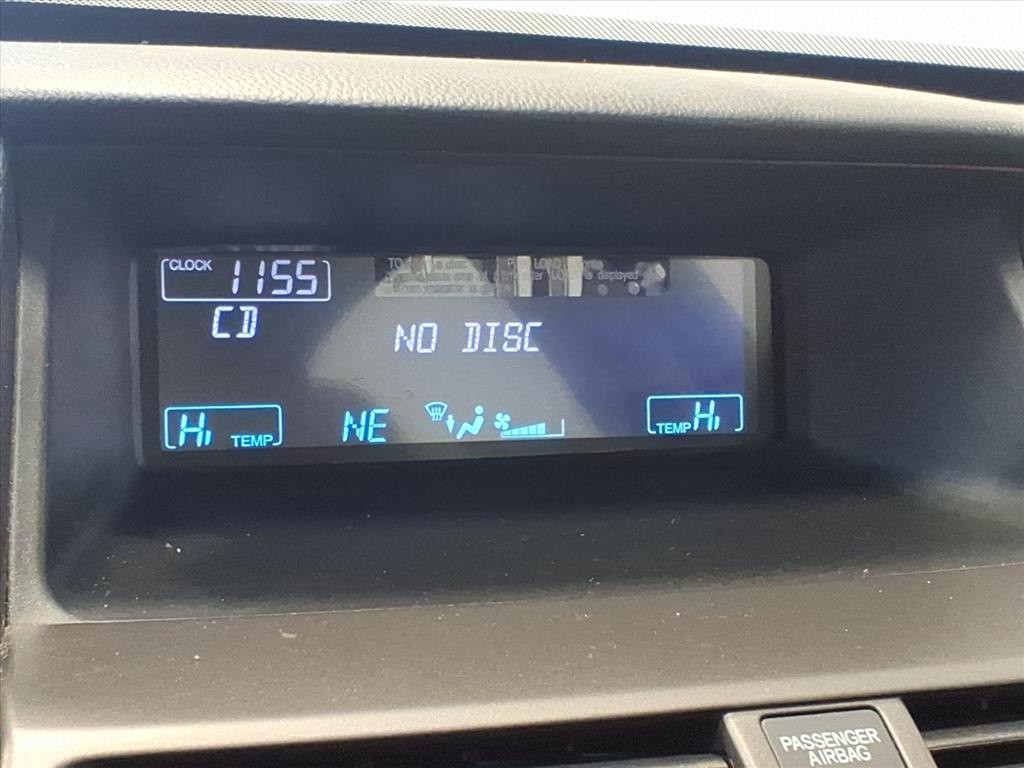 CLOCK 1155
CD
NO DISC
Hi TEMP
NE
TEMP Hi
PASSENGER
AIRBAG